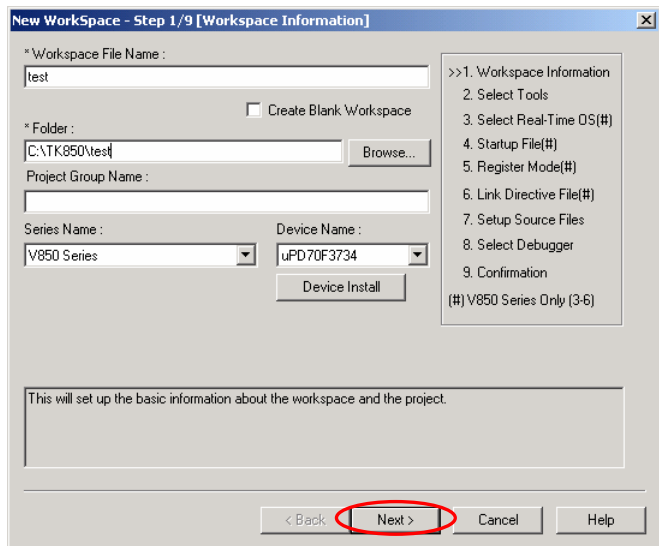 New WorkSpace - Step 1/9 [Workspace Information]
* Workspace File Name :
test
Create Blank Workspace
* Folder :
C:\TK850\test
Browse...
Project Group Name :
Series Name :
Device Name :
V850 Series
uPD70F3734
Device Install
>>1. Workspace Information
2. Select Tools
3. Select Real-Time OS(#)
4. Startup File(#)
5. Register Mode(#)
6. Link Directive File(#)
7. Setup Source Files
8. Select Debugger
9. Confirmation
(#) V850 Series Only (3-6)
This will set up the basic information about the workspace and the project.
< Back
Next >
Cancel
Help